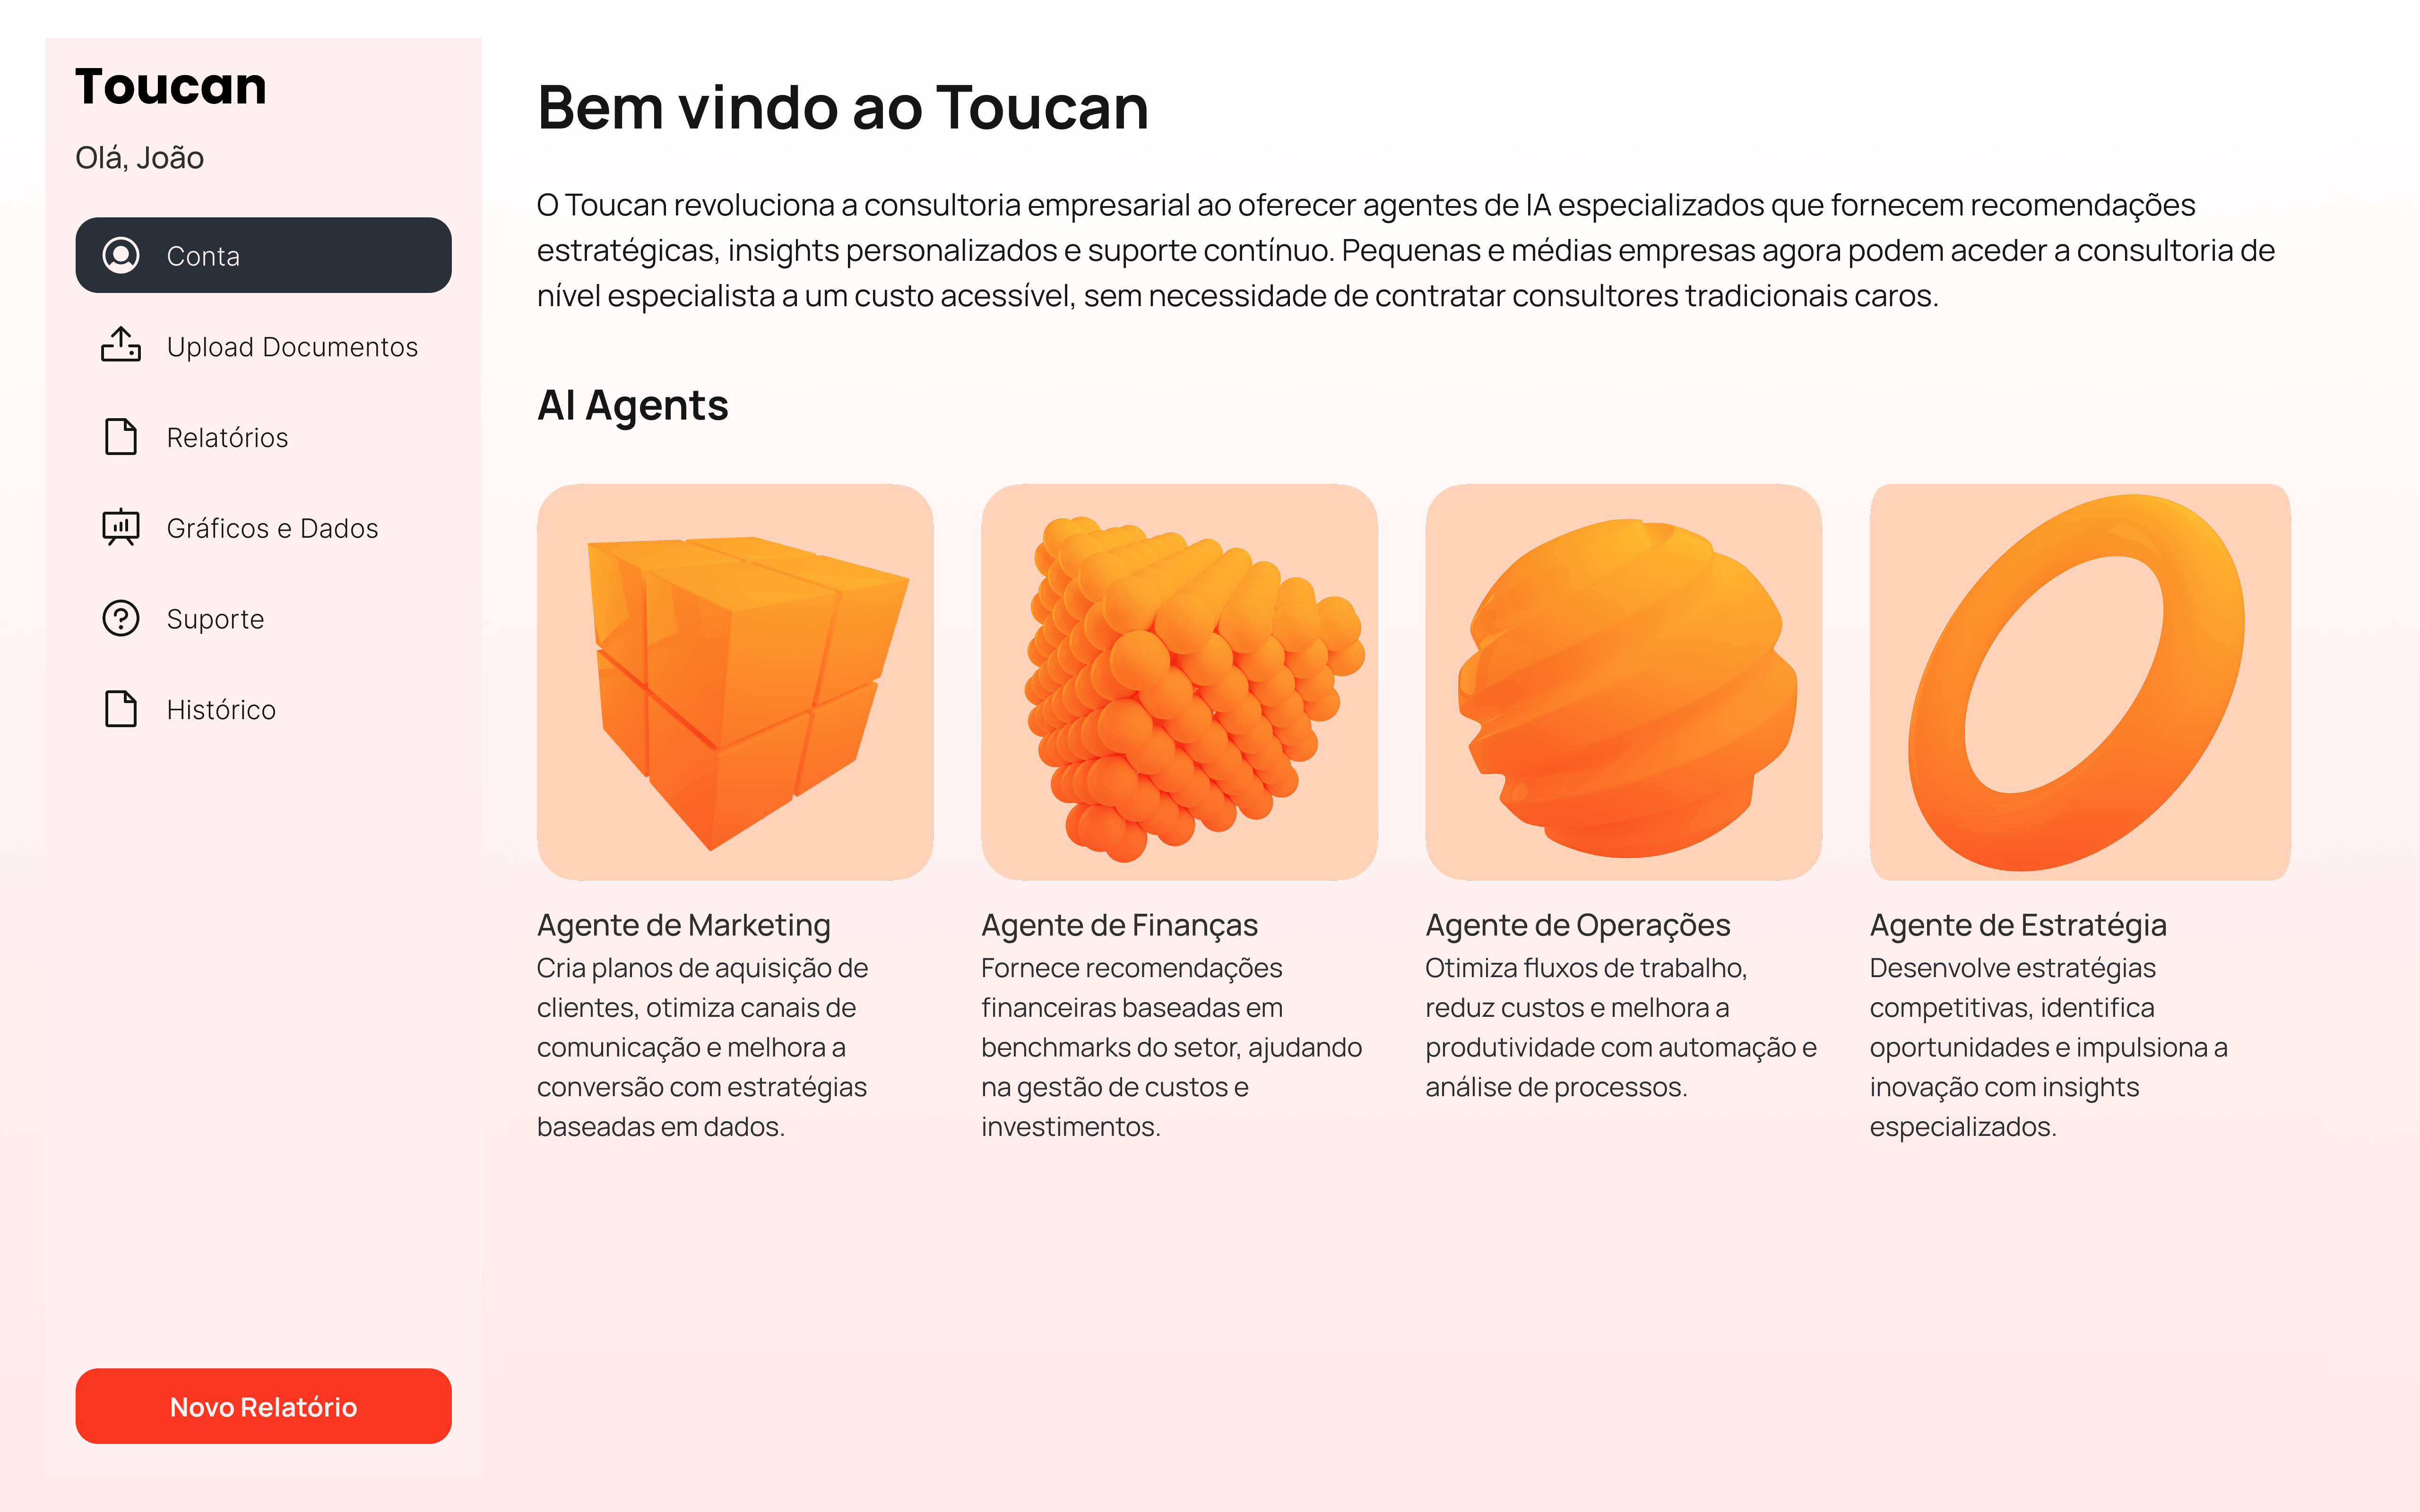 Toucan
Olá, João
Conta
Upload Documentos
Relatórios
Gráficos e Dados
Suporte
Histórico
Novo Relatório
Bem vindo ao Toucan
O Toucan revoluciona a consultoria empresarial ao oferecer agentes de IA especializados que fornecem recomendações
estratégicas, insights personalizados e suporte contínuo. Pequenas e médias empresas agora podem aceder a consultoria de
nível especialista a um custo acessível, sem necessidade de contratar consultores tradicionais caros.
AI Agents
Agente de Marketing
Cria planos de aquisição de
clientes, otimiza canais de
comunicação e melhora a
conversão com estratégias
baseadas em dados.
Agente de Finanças
Fornece recomendações
financeiras baseadas em
benchmarks do setor, ajudando
na gestão de custos e
investimentos.
Agente de Operações
Otimiza fluxos de trabalho,
reduz custos e melhora a
produtividade com automação e
análise de processos.
Agente de Estratégia
Desenvolve estratégias
competitivas, identifica
oportunidades e impulsiona a
inovação com insights
especializados.